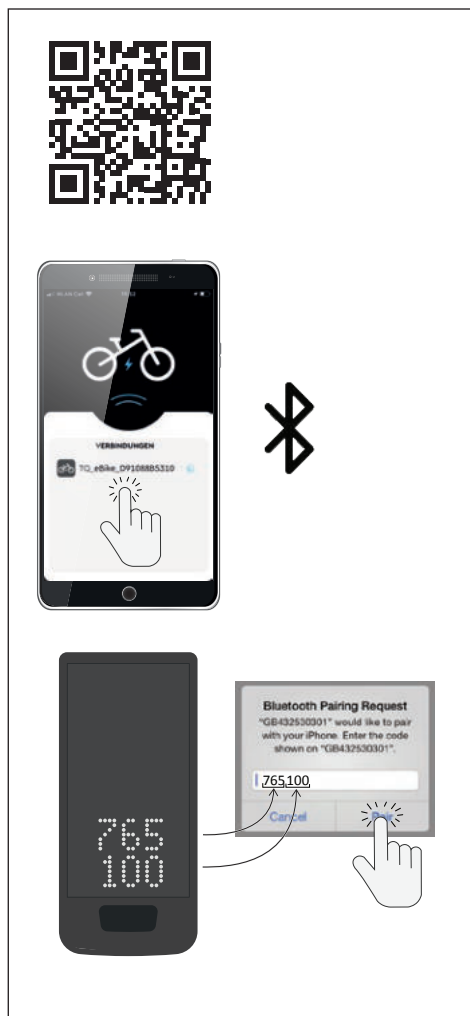 VERBINDUNGEN
TQ_eBike_D91088B5310
765
100
Bluetooth Pairing Request
"GB432530301" would like to pair
with your iPhone. Enter the code
shown on "GB432530301".
765100
Cancel
Pair